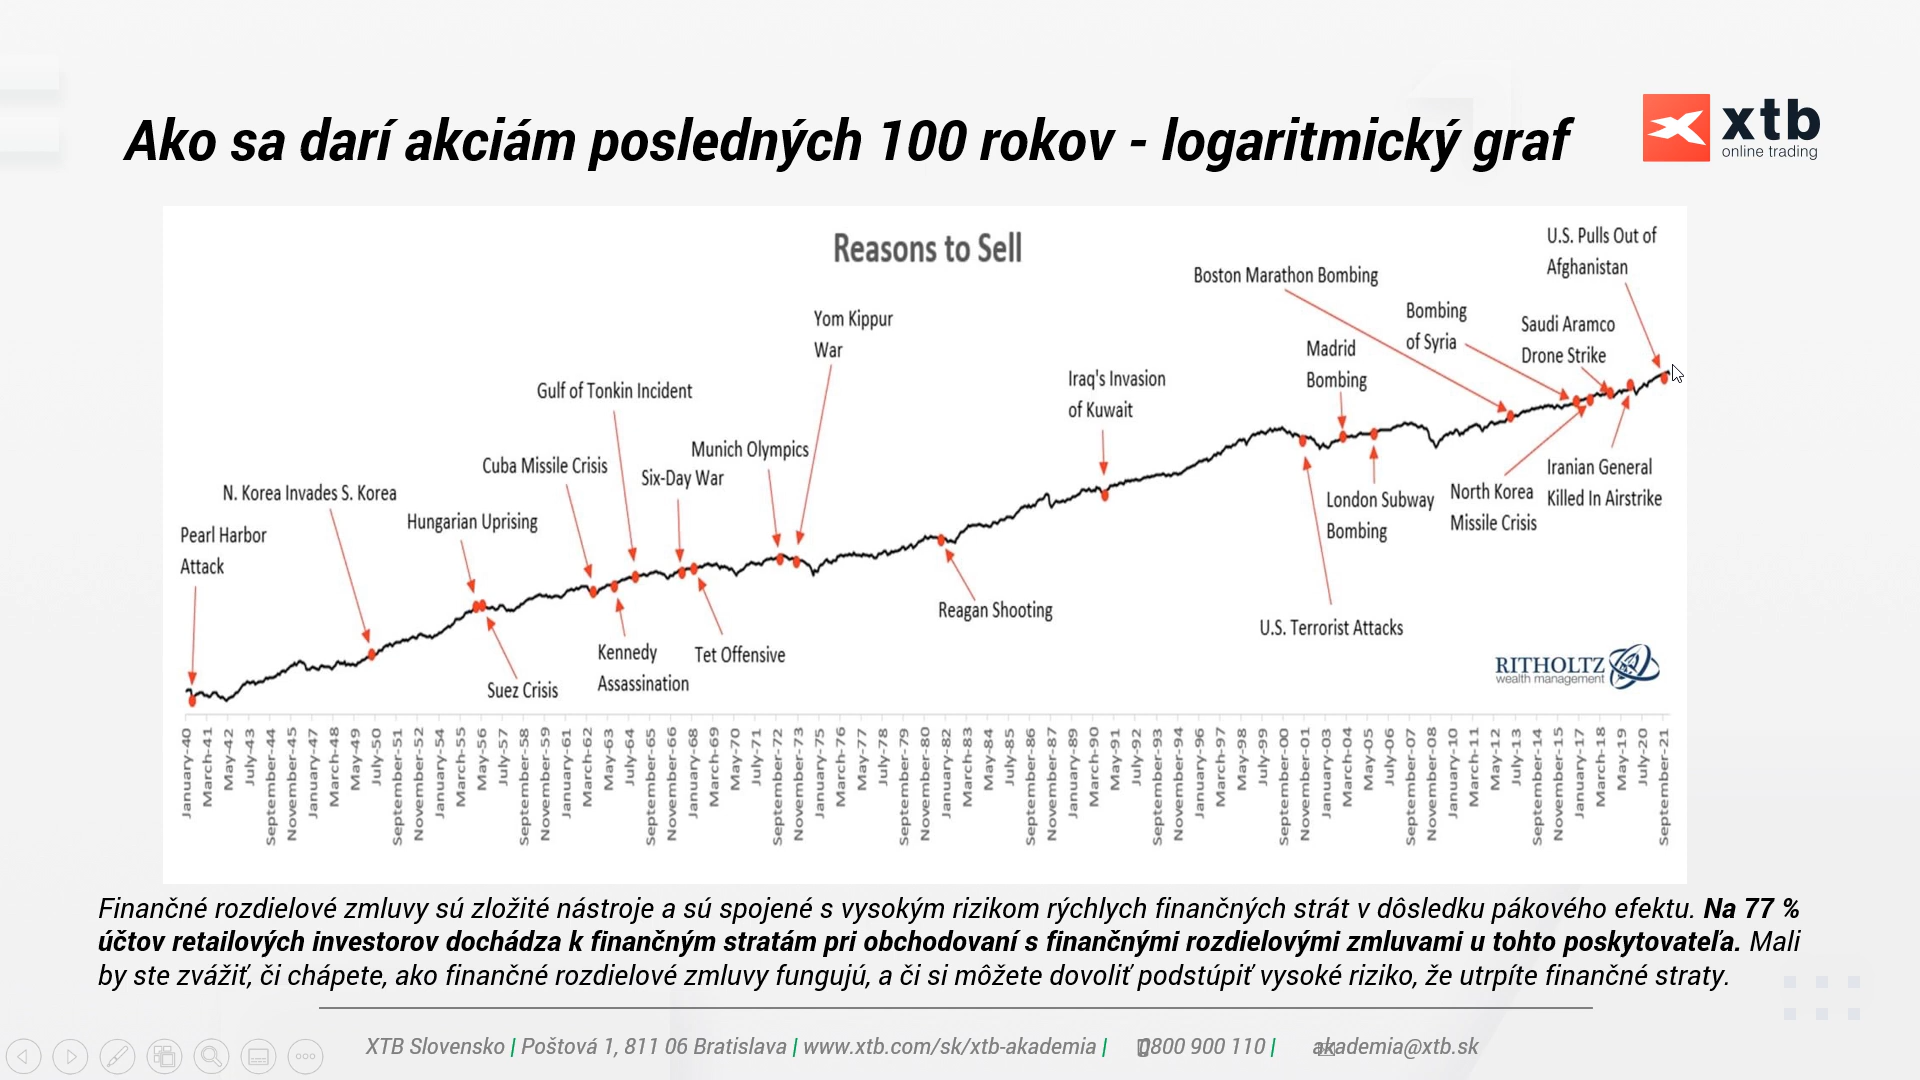 Ako sa darí akciám posledných 100 rokov - logaritmický graf
xtb
online trading
Reasons to Sell
U.S. Pulls Out of
Afghanistan
Boston Marathon Bombing
Bombing
of Syria
Saudi Aramco
Drone Strike
Yom Kippur
War
Madrid
Bombing
Iraq's Invasion
of Kuwait
Gulf of Tonkin Incident
Munich Olympics
Cuba Missile Crisis
Six-Day War
N. Korea Invades S. Korea
Hungarian Uprising
Pearl Harbor
Attack
Iranian General
Killed In Airstrike
North Korea
Missile Crisis
London Subway
Bombing
Reagan Shooting
U.S. Terrorist Attacks
Kennedy
Assassination
Tet Offensive
Suez Crisis
RITHOLTZ
wealth management
January-40
March-41
May-42
July-43
September-44
November-45
January-47
March-48
May-49
July-50
September-51
November-52
January-54
March-55
May-56
July-57
September-58
November-59
January-61
March-62
May-63
July-64
September-65
November-66
January-68
March-69
May-70
July-71
September-72
November-73
January-75
March-76
May-77
July-78
September-79
November-80
January-82
March-83
May-84
July-85
September-86
November-87
January-89
March-90
May-91
July-92
September-93
November-94
January-96
March-97
May-98
July-99
September-00
November-01
January-03
March-04
May-05
July-06
September-07
November-08
January-10
March-11
May-12
July-13
September-14
November-15
January-17
March-18
May-19
July-20
September-21
Finančné rozdielové zmluvy sú zložité nástroje a sú spojené s vysokým rizikom rýchlych finančných strát v dôsledku pákového efektu. Na 77 %
účtov retailových investorov dochádza k finančným stratám pri obchodovaní s finančnými rozdielovými zmluvami u tohto poskytovateľa. Mali
by ste zvážiť, či chápete, ako finančné rozdielové zmluvy fungujú, a či si môžete dovoliť podstúpiť vysoké riziko, že utrpíte finančné straty.
XTB Slovensko | Poštová 1, 811 06 Bratislava | www.xtb.com/sk/xtb-akademia | 0800 900 110 | akademia@xtb.sk